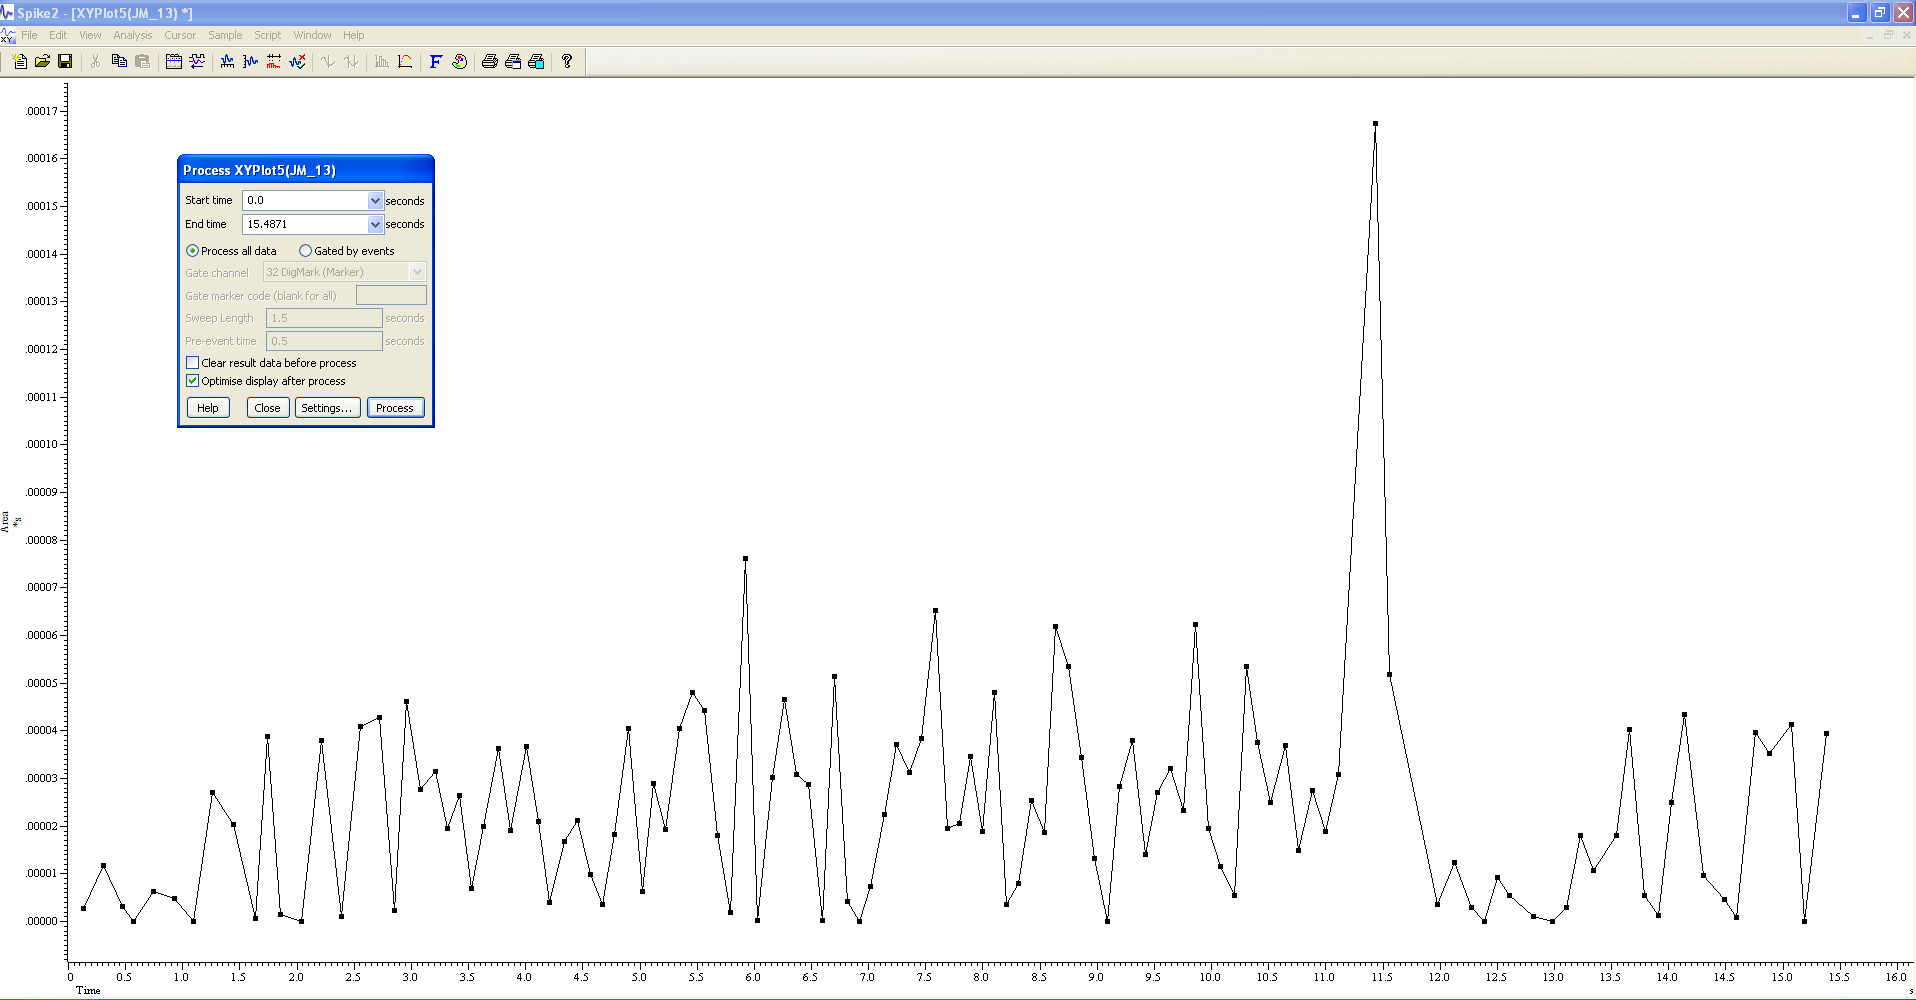 Spike2 - [XYPlot5(JM_13) *]
File Edit View Analysis Cursor Sample Script Window Help
.00017
.00016
.00015
.00014
.00013
.00012
.00011
.00010
.00009
.00008
.00007
.00006
.00005
.00004
.00003
.00002
.00001
.00000
Area
*s
Process XYPlot5(JM_13)
Start time 0.0 seconds
End time 15.4871 seconds
Process all data Gated by events
Gate channel 32 DigMark (Marker)
Gate marker code (blank for all)
Sweep Length 1.5 seconds
Pre-event time 0.5 seconds
Clear result data before process
Optimise display after process
Help Close Settings... Process
0 0.5 1.0 1.5 2.0 2.5 3.0 3.5 4.0 4.5 5.0 5.5 6.0 6.5 7.0 7.5 8.0 8.5 9.0 9.5 10.0 10.5 11.0 11.5 12.0 12.5 13.0 13.5 14.0 14.5 15.0 15.5 16.0
Time s